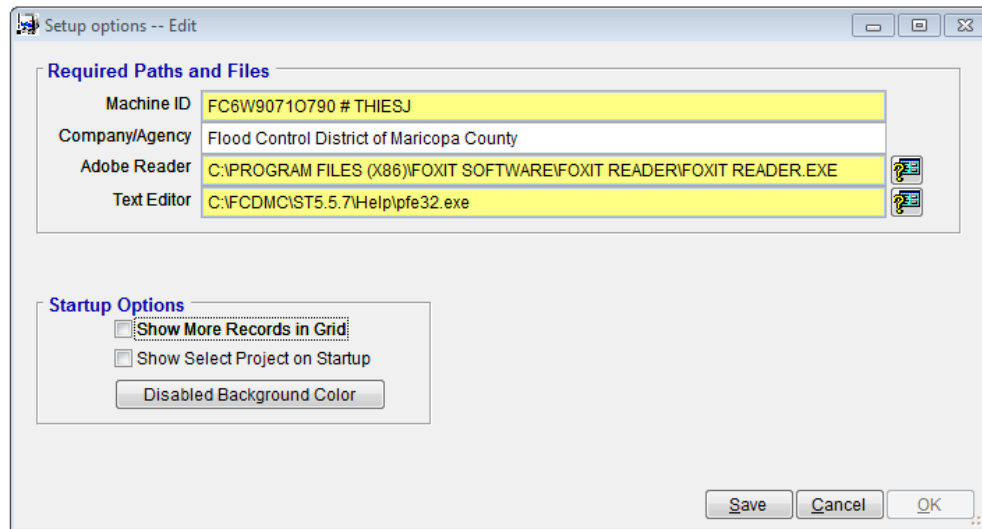 Setup options -- Edit
Required Paths and Files
Machine ID FC6W9071O790 # THIESJ
Company/Agency Flood Control District of Maricopa County
Adobe Reader C:\PROGRAM FILES (X86)\FOXIT SOFTWARE\FOXIT READER\FOXIT READER.EXE
Text Editor C:\FCDMC\ST5.5.7\Help\pfe32.exe
Startup Options
Show More Records in Grid
Show Select Project on Startup
Disabled Background Color
Save Cancel OK